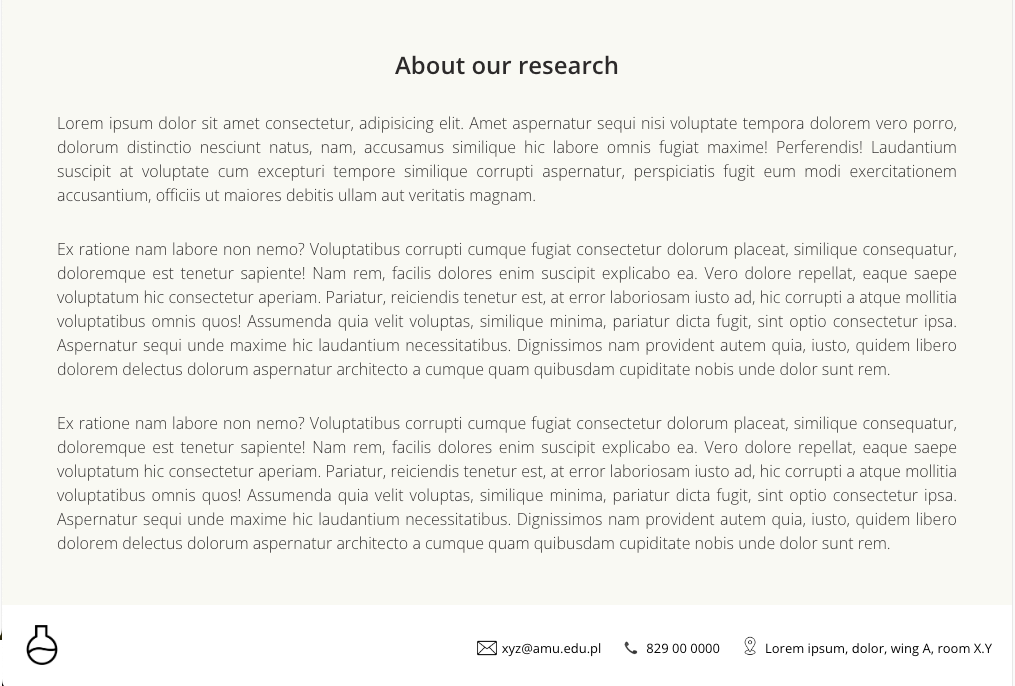 About our research
Lorem ipsum dolor sit amet consectetur, adipisicing elit. Amet aspernatur sequi nisi voluptate tempora dolorem vero porro,
dolorum distinctio nesciunt natus, nam, accusamus similique hic labore omnis fugiat maxime! Perferendis! Laudantium
suscipit at voluptate cum excepturi tempore similique corrupti aspernatur, perspiciatis fugit eum modi exercitationem
accusantium, officiis ut maiores debitis ullam aut veritatis magnam.
Ex ratione nam labore non nemo? Voluptatibus corrupti cumque fugiat consectetur dolorum placeat, similique consequatur,
doloremque est tenetur sapiente! Nam rem, facilis dolores enim suscipit explicabo ea. Vero dolore repellat, eaque saepe
voluptatum hic consectetur aperiam. Pariatur, reiciendis tenetur est, at error laboriosam iusto ad, hic corrupti a atque mollitia
voluptatibus omnis quos! Assumenda quia velit voluptas, similique minima, pariatur dicta fugit, sint optio consectetur ipsa.
Aspernatur sequi unde maxime hic laudantium necessitatibus. Dignissimos nam provident autem quia, iusto, quidem libero
dolorem delectus dolorum aspernatur architecto a cumque quam quibusdam cupiditate nobis unde dolor sunt rem.
Ex ratione nam labore non nemo? Voluptatibus corrupti cumque fugiat consectetur dolorum placeat, similique consequatur,
doloremque est tenetur sapiente! Nam rem, facilis dolores enim suscipit explicabo ea. Vero dolore repellat, eaque saepe
voluptatum hic consectetur aperiam. Pariatur, reiciendis tenetur est, at error laboriosam iusto ad, hic corrupti a atque mollitia
voluptatibus omnis quos! Assumenda quia velit voluptas, similique minima, pariatur dicta fugit, sint optio consectetur ipsa.
Aspernatur sequi unde maxime hic laudantium necessitatibus. Dignissimos nam provident autem quia, iusto, quidem libero
dolorem delectus dolorum aspernatur architecto a cumque quam quibusdam cupiditate nobis unde dolor sunt rem.
xyz@amu.edu.pl 829 00 0000 Lorem ipsum, dolor, wing A, room X.Y